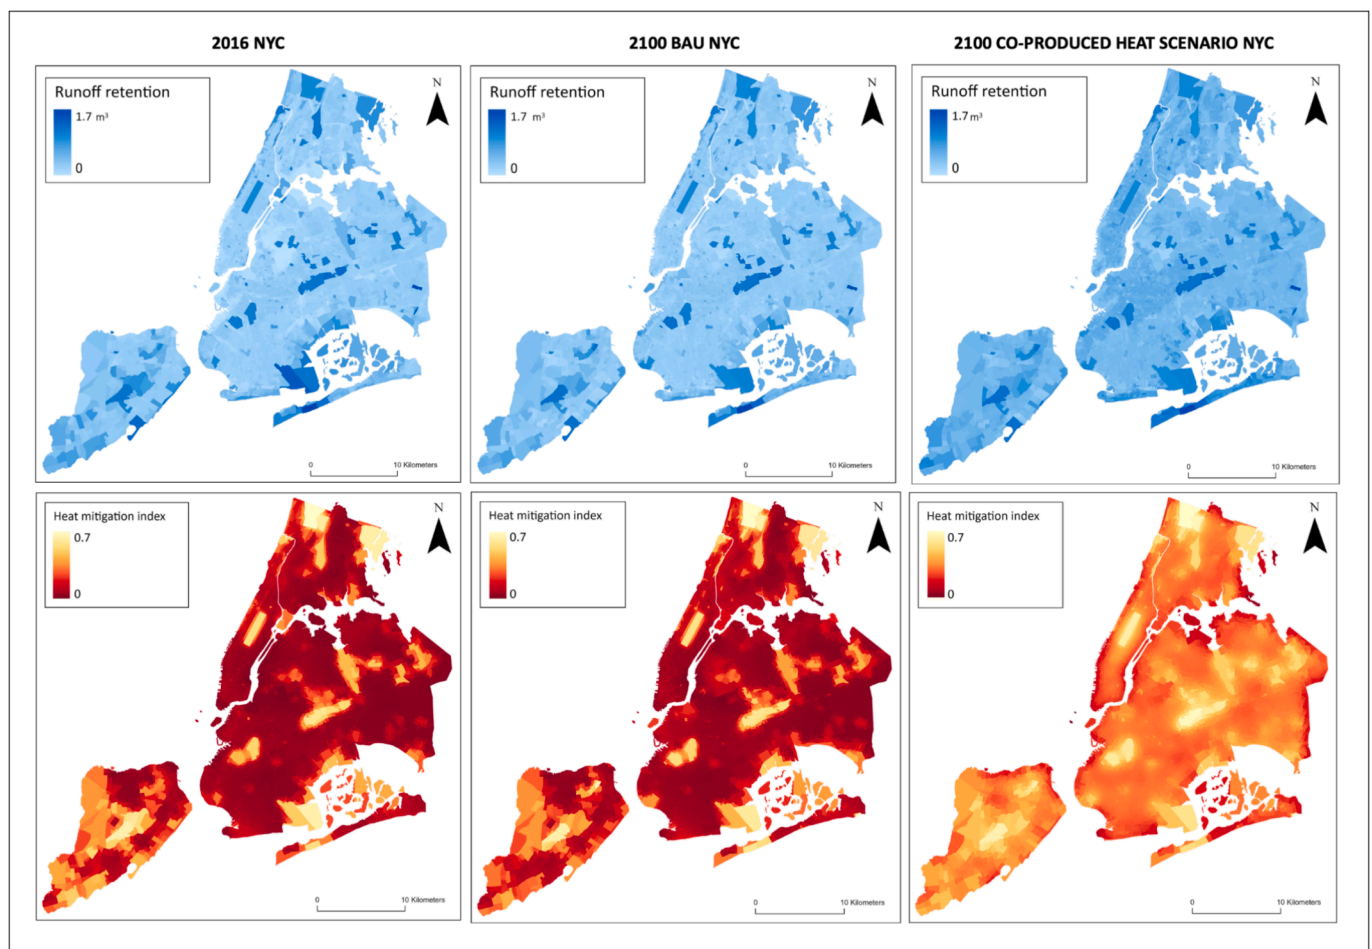 2016 NYC
2100 BAU NYC
2100 CO-PRODUCED HEAT SCENARIO NYC
Runoff retention
1.7 m³
0
N
0 10 Kilometers
Runoff retention
1.7 m³
0
N
0 10 Kilometers
Runoff retention
1.7 m³
0
N
0 10 Kilometers
Heat mitigation index
0.7
0
N
0 10 Kilometers
Heat mitigation index
0.7
0
N
0 10 Kilometers
Heat mitigation index
0.7
0
N
0 10 Kilometers